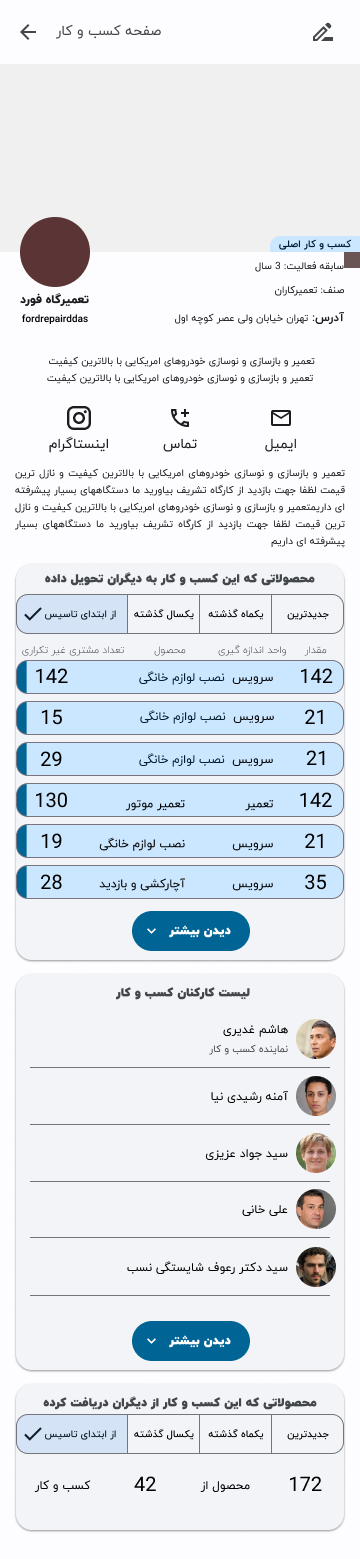 صفحه کسب و کار
کسب و کار اصلی
سابقه فعالیت: 3 سال
صنف: تعمیرکاران
آدرس: تهران خیابان ولی عصر کوچه اول
تعمیرگاه فورد
fordrepairddas
تعمیر و بازسازی و نوسازی خودروهای امریکایی با بالاترین کیفیت
تعمیر و بازسازی و نوسازی خودروهای امریکایی با بالاترین کیفیت
ایمیل تماس اینستاگرام
تعمیر و بازسازی و نوسازی خودروهای امریکایی با بالاترین کیفیت و نازل ترین
قیمت لظفا جهت بازدید از کارگاه تشریف بیاورید ما دستگاههای بسیار پیشرفته
ای داریمتعمیر و بازسازی و نوسازی خودروهای امریکایی با بالاترین کیفیت و نازل
ترین قیمت لظفا جهت بازدید از کارگاه تشریف بیاورید ما دستگاههای بسیار
پیشرفته ای داریم
محصولاتی که این کسب و کار به دیگران تحویل داده
جدیدترین یکماه گذشته یکسال گذشته از ابتدای تاسیس
مقدار واحد اندازه گیری محصول تعداد مشتری غیر تکراری
142 سرویس نصب لوازم خانگی 142
21 سرویس نصب لوازم خانگی 15
21 سرویس نصب لوازم خانگی 29
142 تعمیر تعمیر موتور 130
21 سرویس نصب لوازم خانگی 19
35 سرویس آچارکشی و بازدید 28
دیدن بیشتر
لیست کارکنان کسب و کار
هاشم غدیری
نماینده کسب و کار
آمنه رشیدی نیا
سید جواد عزیزی
علی خانی
سید دکتر رعوف شایستگی نسب
دیدن بیشتر
محصولاتی که این کسب و کار از دیگران دریافت کرده
جدیدترین یکماه گذشته یکسال گذشته از ابتدای تاسیس
172 محصول از 42 کسب و کار